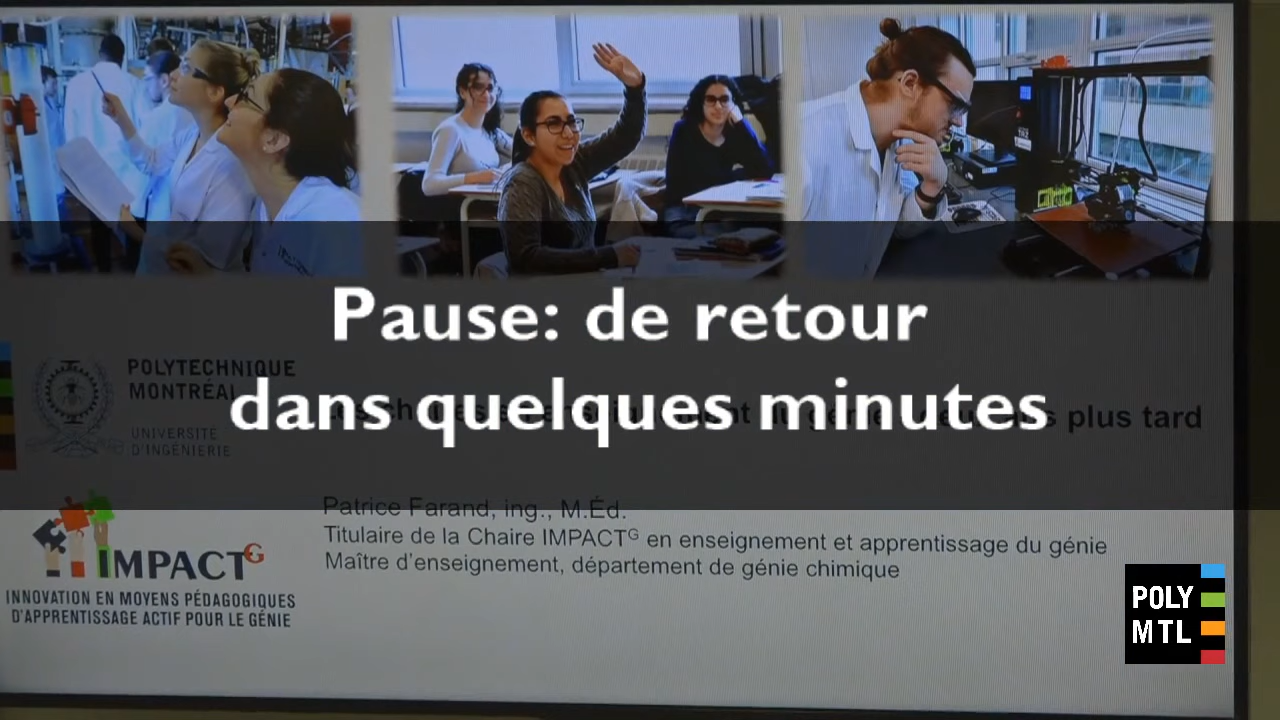 Pause: de retour
dans quelques minutes
POLYTECHNIQUE
MONTRÉAL
UNIVERSITÉ
D'INGÉNIERIE
plus tard
Patrice Farand, ing., M.Éd.
Titulaire de la Chaire IMPACTG en enseignement et apprentissage du génie
Maître d'enseignement, département de génie chimique
IMPACTG
INNOVATION EN MOYENS PÉDAGOGIQUES
D'APPRENTISSAGE ACTIF POUR LE GÉNIE
POLY
MTL